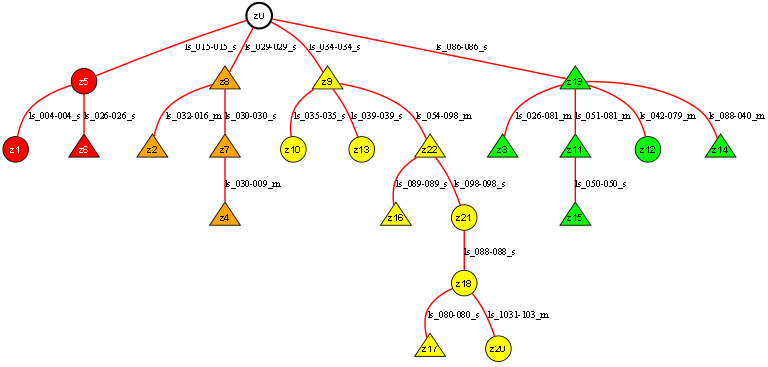 z0
ls_015-015_s ls_029-029_s ls_034-034_s ls_086-086_s
z5 z8 z9 z19
ls_004-004_s ls_026-026_s ls_032-016_m ls_030-030_s ls_035-035_s ls_039-039_s ls_054-098_m ls_026-081_m ls_051-081_m ls_042-079_m ls_088-040_m
z1 z6 z2 z7 z10 z13 z22 z3 z11 z12 z14
ls_030-009_m ls_089-089_s ls_098-098_s ls_050-050_s
z4 z16 z21 z15
ls_088-088_s
z18
ls_080-080_s ls_1031-103_m
z17 z20